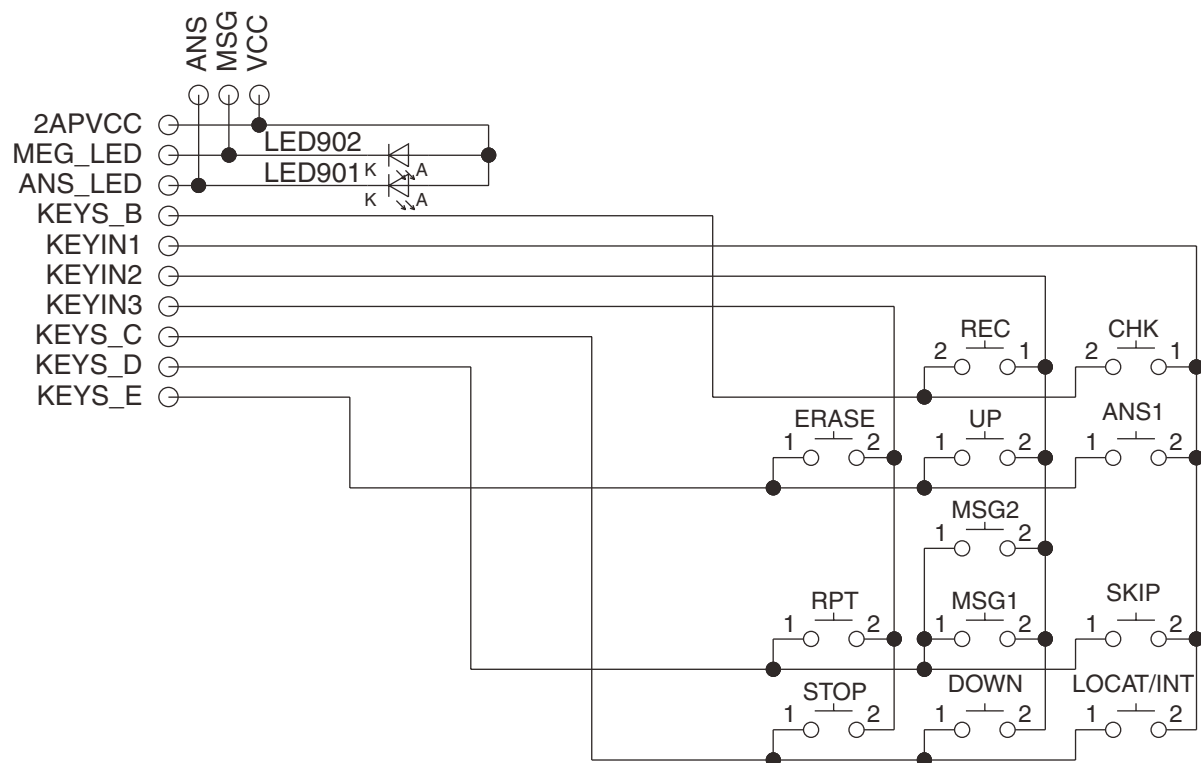 ANS
MSG
VCC
2APVCC
MEG_LED
ANS_LED
KEYS_B
KEYIN1
KEYIN2
KEYIN3
KEYS_C
KEYS_D
KEYS_E
LED902
K A
LED901
K A
REC
2 1
CHK
2 1
ERASE
1 2
UP
1 2
ANS1
1 2
MSG2
1 2
RPT
1 2
MSG1
1 2
SKIP
1 2
STOP
1 2
DOWN
1 2
LOCAT/INT
1 2